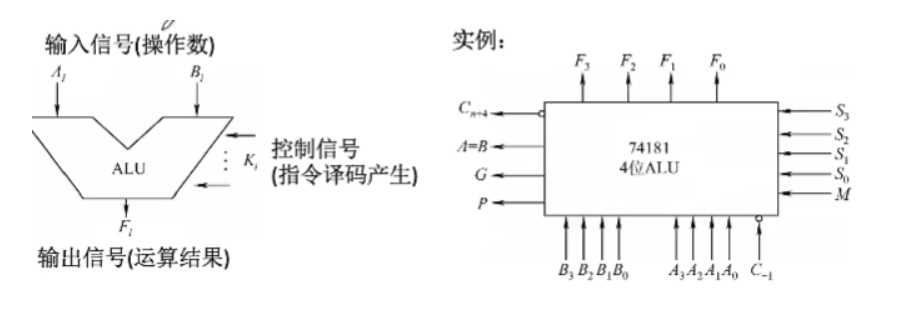 输入信号(操作数)
A_i B_i
ALU
K_i
控制信号
(指令译码产生)
F_i
输出信号(运算结果)
实例：
F_3 F_2 F_1 F_0
C_{n+4}
A=B
G
P
74181
4位ALU
S_3
S_2
S_1
S_0
M
B_3 B_2 B_1 B_0 A_3 A_2 A_1 A_0 C_{-1}